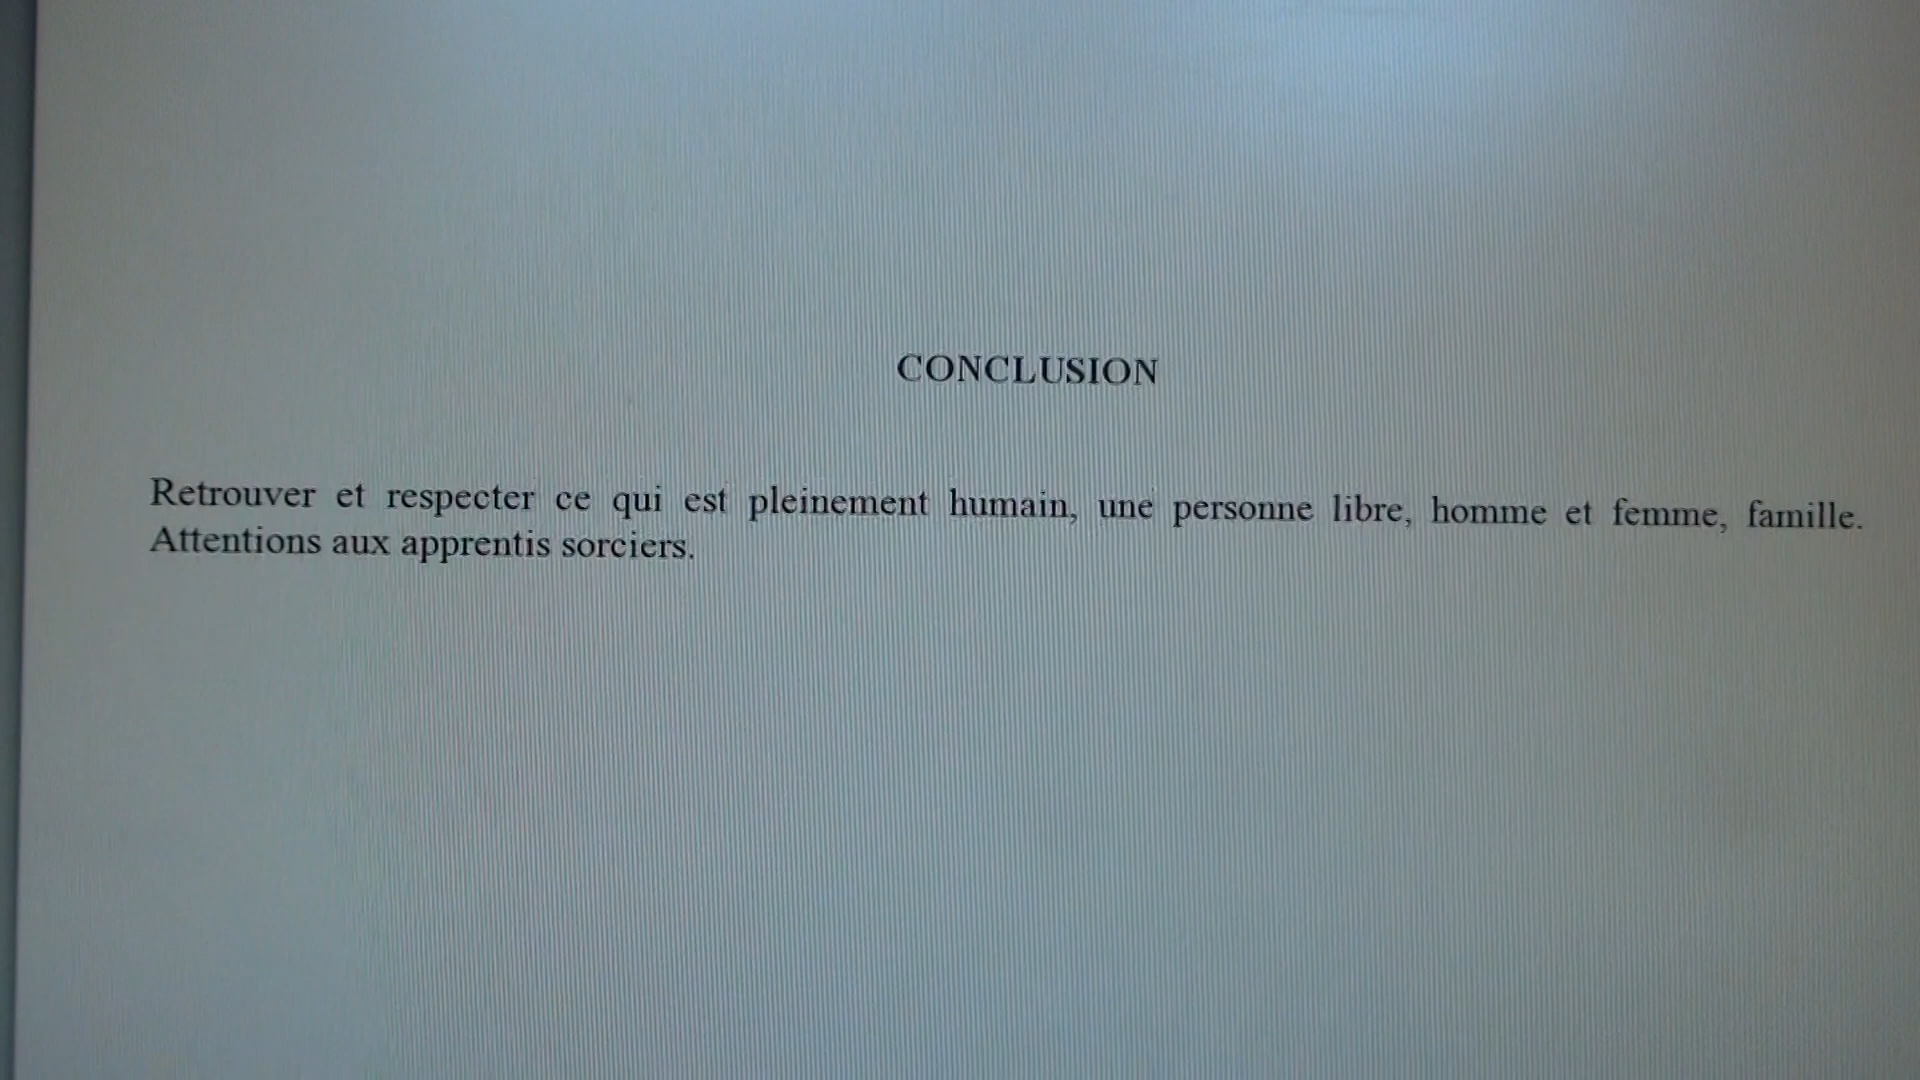 CONCLUSION
Retrouver et respecter ce qui est pleinement humain, une personne libre, homme et femme, famille.
Attentions aux apprentis sorciers.